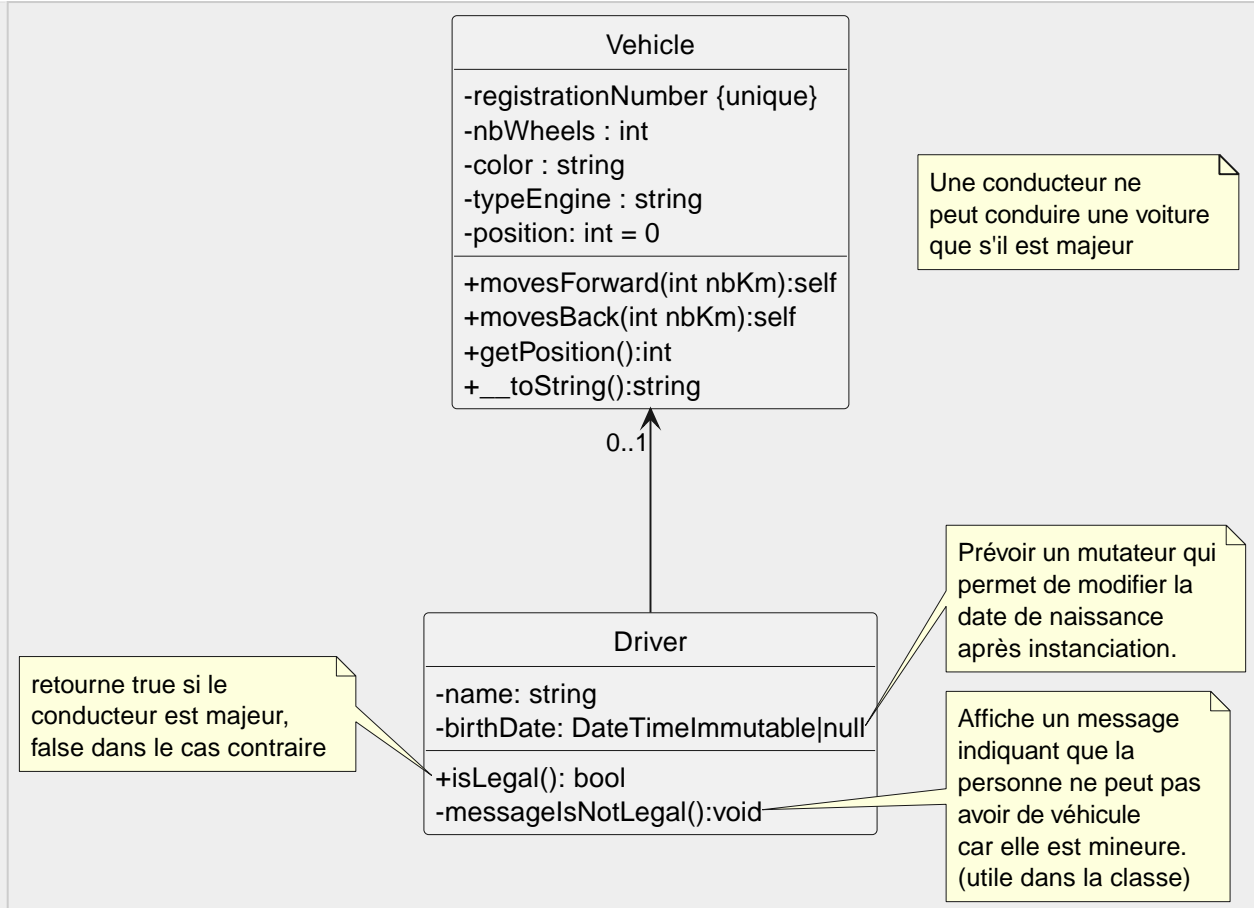 Vehicle
-registrationNumber {unique}
-nbWheels : int
-color : string
-typeEngine : string
-position: int = 0
+movesForward(int nbKm):self
+movesBack(int nbKm):self
+getPosition():int
+__toString():string
Une conducteur ne
peut conduire une voiture
que s'il est majeur
0..1
Driver
-name: string
-birthDate: DateTimeImmutable|null
+isLegal(): bool
-messageIsNotLegal():void
Prévoir un mutateur qui
permet de modifier la
date de naissance
après instanciation.
retourne true si le
conducteur est majeur,
false dans le cas contraire
Affiche un message
indiquant que la
personne ne peut pas
avoir de véhicule
car elle est mineure.
(utile dans la classe)